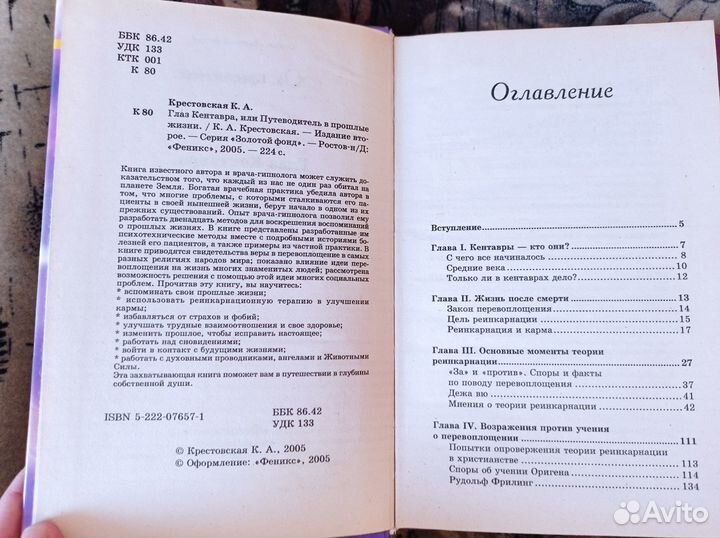 ББК 86.42
УДК 133
КТК 001
К 80
Крестовская К. А.
К 80 Глаз Кентавра, или Путеводитель в прошлые
жизни. / К. А. Крестовская. — Издание вто-
рое. — Серия «Золотой фонд». — Ростов-н/Д:
«Феникс», 2005. — 224 с.
Книга известного автора и врача-гипнолога может служить до-
казательством того, что каждый из нас не один раз обитал на
планете Земля. Богатая врачебная практика убедила автора в
том, что многие проблемы, с которыми сталкиваются его па-
циенты в своей нынешней жизни, берут начало в одном из их
прежних существований. Опыт врача-гипнолога позволил ему
разработать двенадцать методов для воскрешения воспоминаний
о прошлых жизнях. В книге представлены разработанные им
психотехнические методы вместе с подробными историями бо-
лезней его пациентов, а также примеры из частной практики. В
книге приводятся свидетельства веры в перевоплощение в самых
разных религиях народов мира; показано влияние идеи пере-
воплощения на жизнь многих знаменитых людей; рассмотрена
возможность решения с помощью этой идеи многих социальных
проблем. Прочитав эту книгу, вы научитесь:
* вспоминать свои прошлые жизни;
* использовать реинкарнационную терапию в улучшении
кармы;
* избавляться от страхов и фобий;
* улучшать трудные взаимоотношения и свое здоровье;
* изменить прошлое, чтобы исправить настоящее;
* работать над сновидениями;
* войти в контакт с будущими жизнями;
* работать с духовными проводниками, ангелами и Животными
Силы.
Эта захватывающая книга поможет вам в путешествии в глубины
собственной души.
ISBN 5-222-07657-1
ББК 86.42
УДК 133
© Крестовская К. А., 2005
© Оформление: «Феникс», 2005
Оглавление
Вступление 5
Глава I. Кентавры — кто они? 7
С чего все начиналось 8
Средние века 10
Только ли в кентаврах дело? 12
Глава II. Жизнь после смерти 13
Закон перевоплощения 14
Цель реинкарнации 15
Реинкарнация и карма 17
Глава III. Основные моменты теории
реинкарнации 27
«За» и «против». Споры и факты
по поводу перевоплощения 37
Дежа вю 41
Мнения о теории реинкарнации 42
Глава IV. Возражения против учения
о перевоплощении 111
Попытки опровержения теории реинкарнации
в христианстве 113
Споры об учении Оригена 114
Рудольф Фрилинг 134
Avito